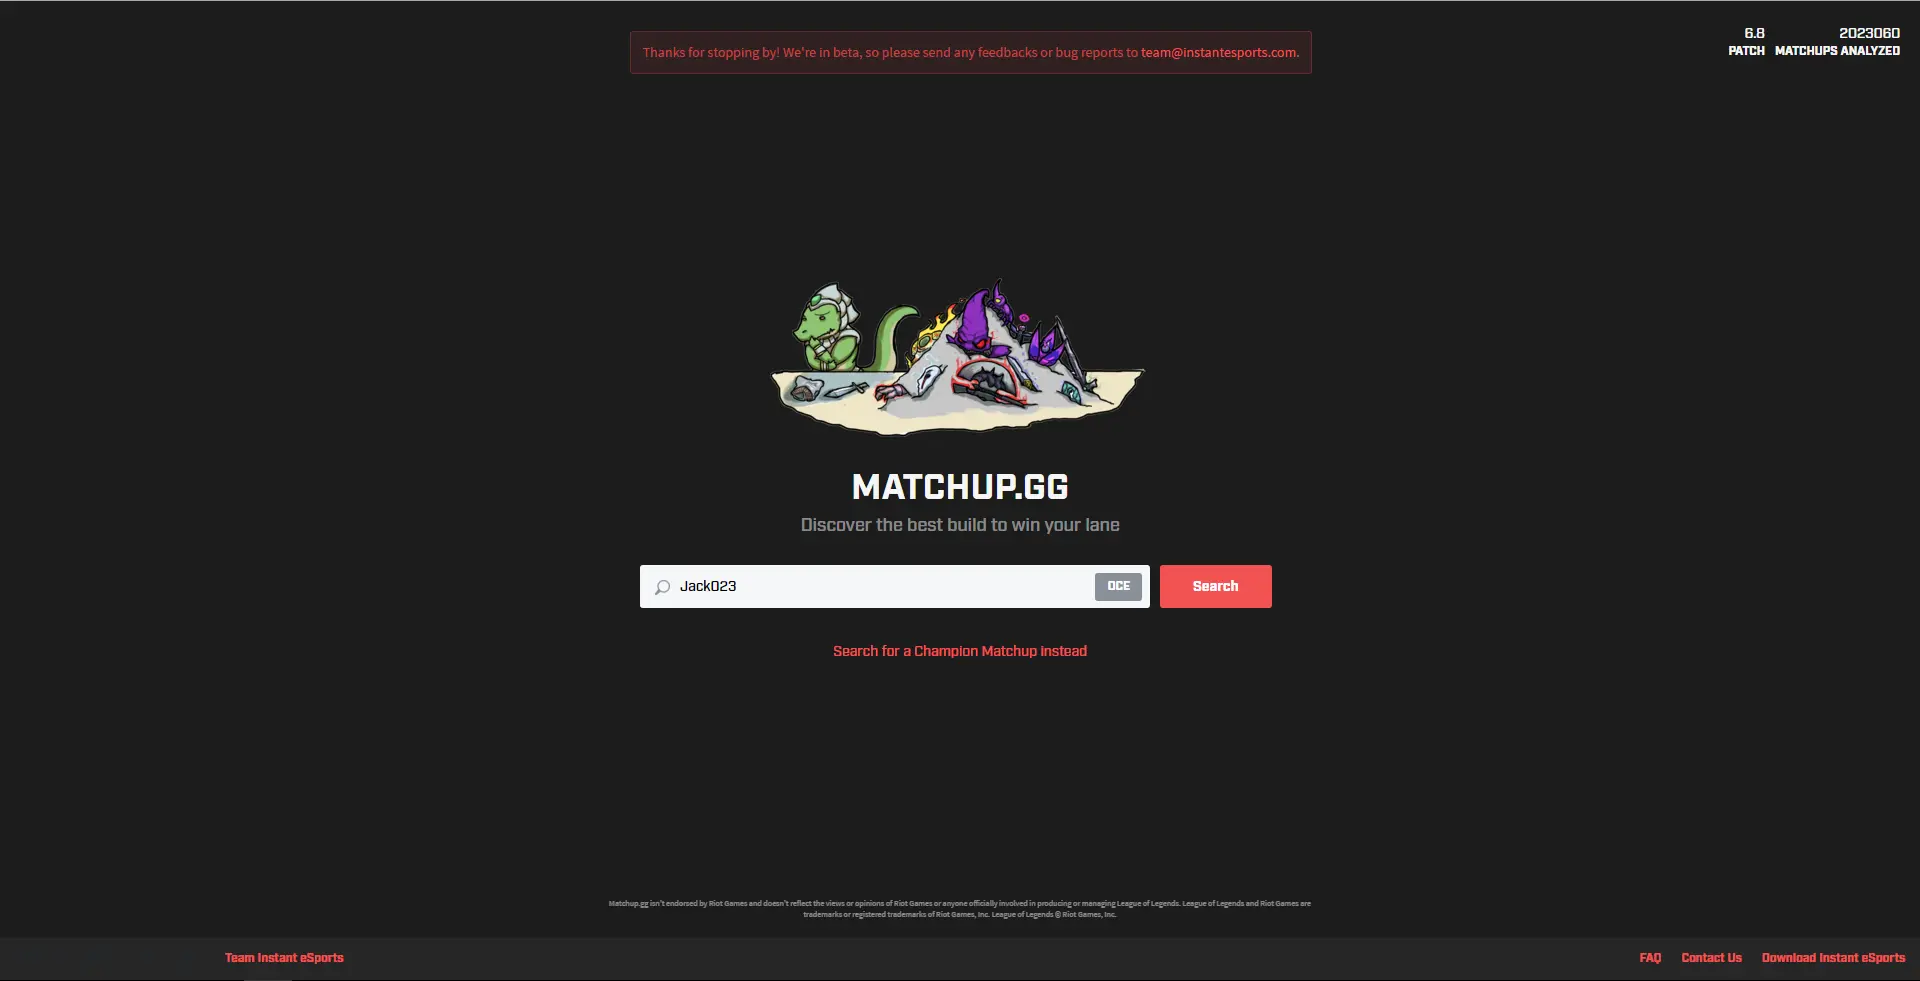 Thanks for stopping by! We're in beta, so please send any feedbacks or bug reports to team@instantesports.com.
6.8
PATCH
2023060
MATCHUPS ANALYZED
MATCHUP.GG
Discover the best build to win your lane
Jack023
OCE
Search
Search for a Champion Matchup instead
Matchup.gg isn't endorsed by Riot Games and doesn't reflect the views or opinions of Riot Games or anyone officially involved in producing or managing League of Legends. League of Legends and Riot Games are
trademarks or registered trademarks of Riot Games, Inc. League of Legends © Riot Games, Inc.
Team Instant eSports
FAQ
Contact Us
Download Instant eSports